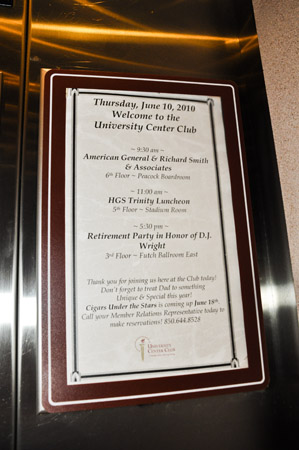 Thursday, June 10, 2010
Welcome to the
University Center Club
~ 9:30 am ~
American General & Richard Smith
& Associates
6th Floor ~ Peacock Boardroom
~ 11:00 am ~
HGS Trinity Luncheon
5th Floor ~ Stadium Room
~ 5:30 pm ~
Retirement Party in Honor of D.J.
Wright
3rd Floor ~ Futch Ballroom East
Thank you for joining us here at the Club today!
Don't forget to treat Dad to something
Unique & Special this year!
Cigars Under the Stars is coming up June 18th.
Call your Member Relations Representative today to
make reservations! 850.644.8528
University
Center Club